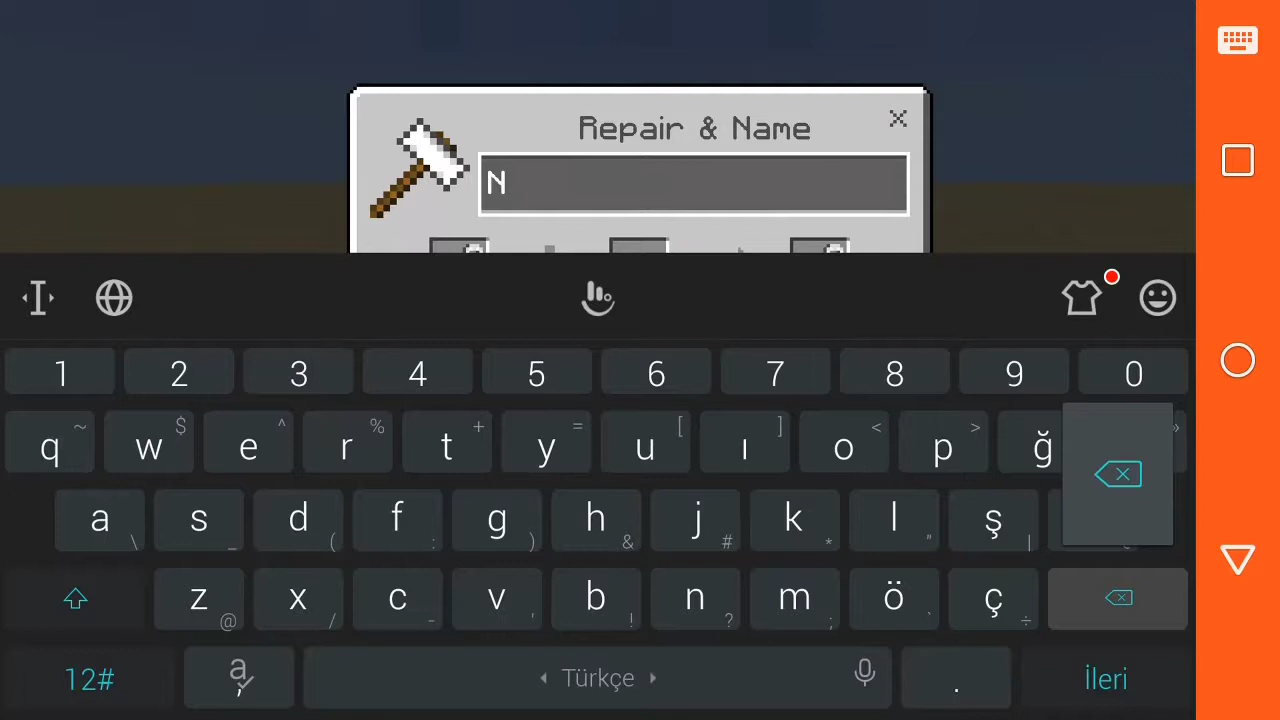 Repair & Name
N
1 2 3 4 5 6 7 8 9 0
q ~ w $ e ^ r % t + y = u [ ı ] o < p > ğ »
a \ s _ d ( f : g ) h & j # k * l " ş |
z @ x / c - v ' b ! n ? m ; ö ` ç ÷
12# a , Türkçe . İleri